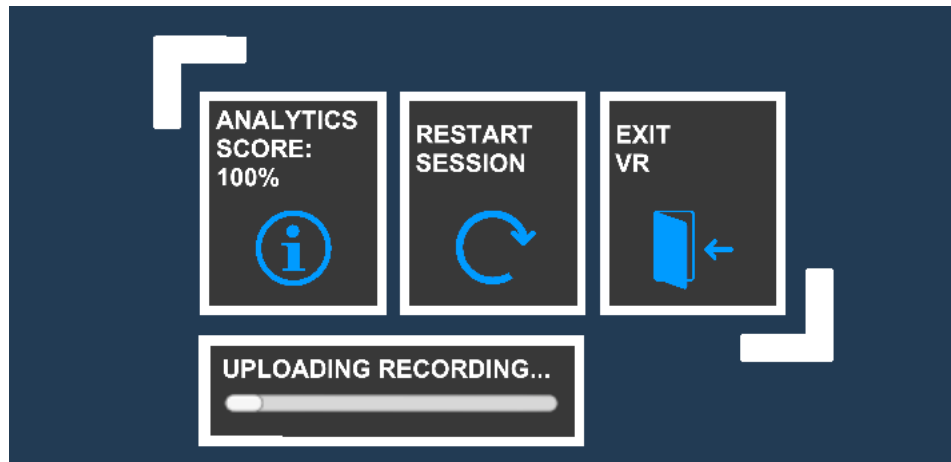 ANALYTICS
SCORE:
100%
RESTART
SESSION
EXIT
VR
UPLOADING RECORDING...